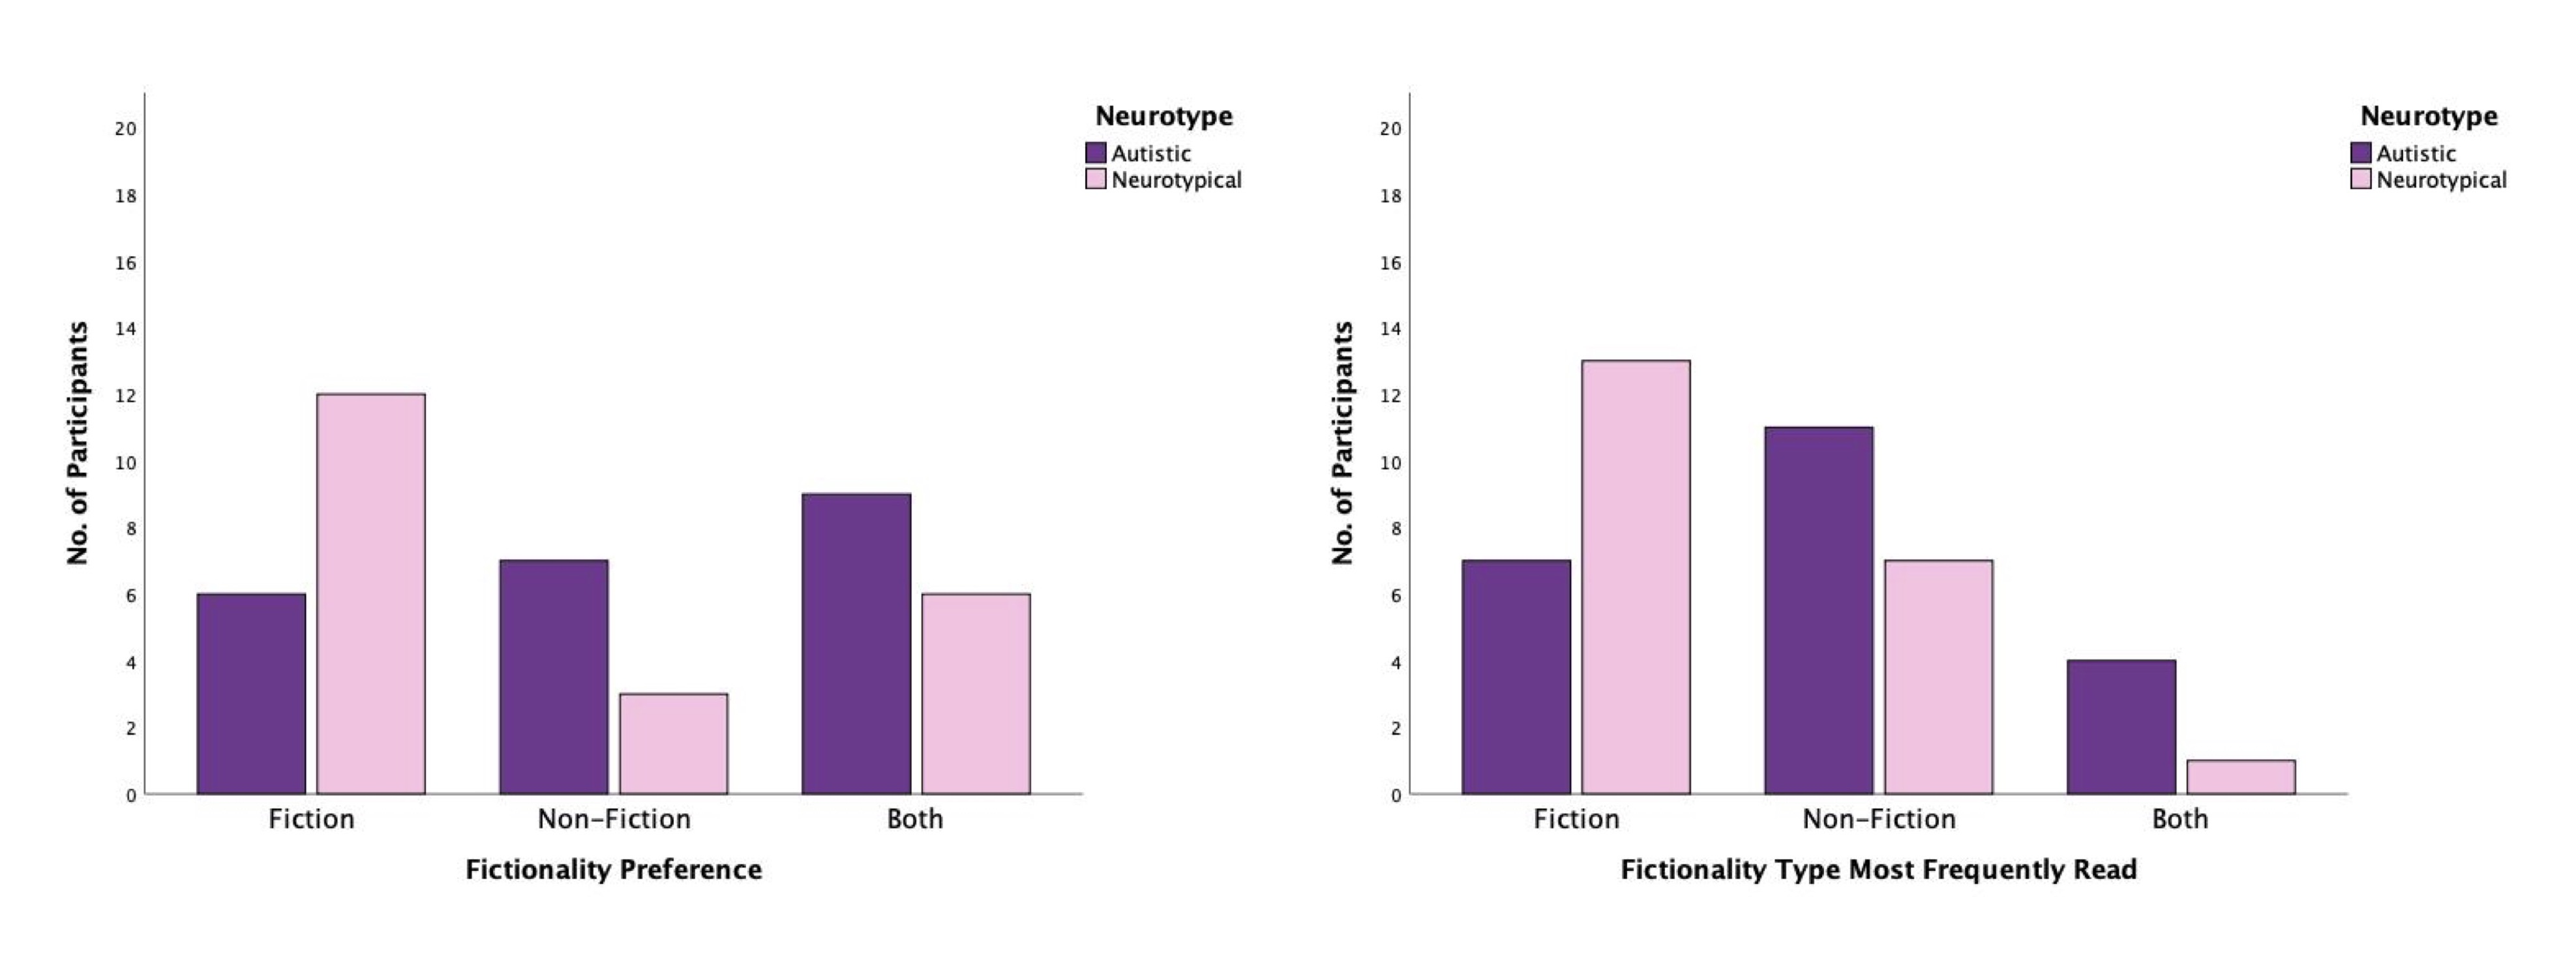 Neurotype
Autistic
Neurotypical
20
18
16
14
12
10
8
6
4
2
0
No. of Participants
Fiction
Non-Fiction
Both
Fictionality Preference
Neurotype
Autistic
Neurotypical
20
18
16
14
12
10
8
6
4
2
0
No. of Participants
Fiction
Non-Fiction
Both
Fictionality Type Most Frequently Read